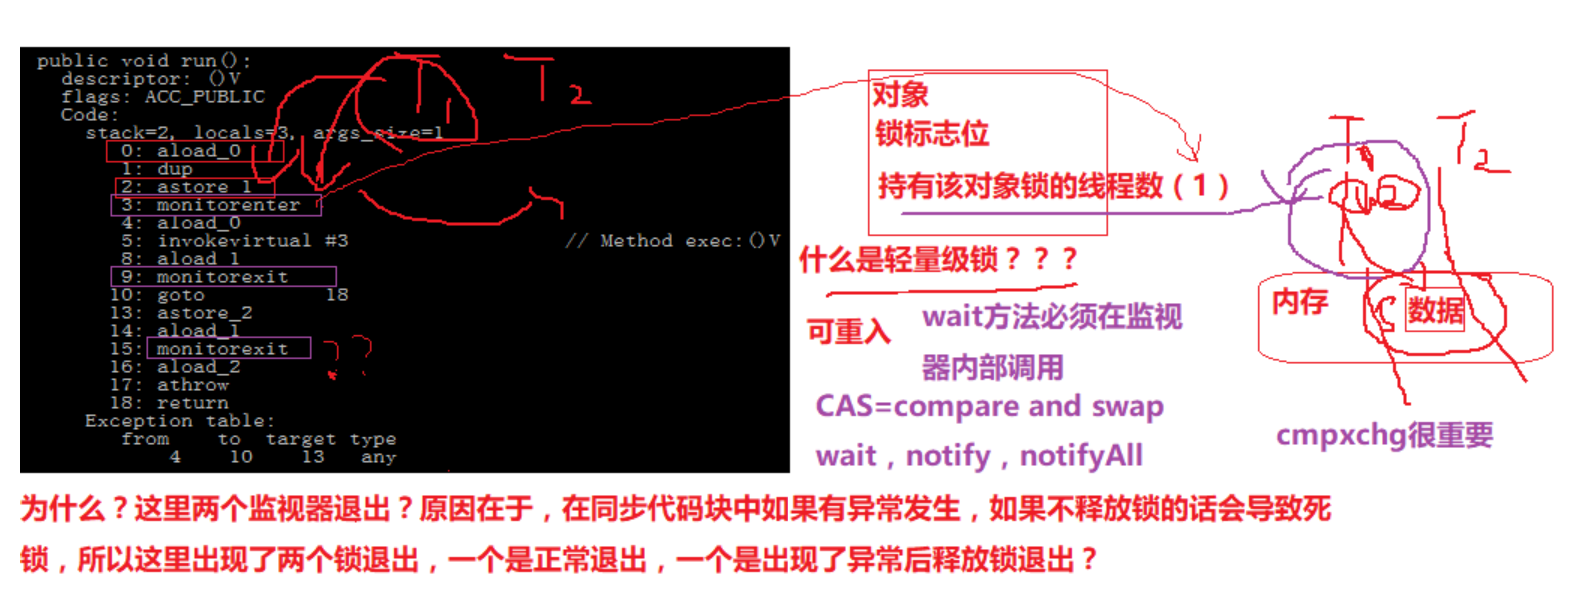 public void run();
descriptor: ()V
flags: ACC_PUBLIC
Code:
stack=2, locals=3, args_size=1
0: aload_0
1: dup
2: astore_1
3: monitorenter
4: aload_0
5: invokevirtual #3 // Method exec:()V
8: aload_1
9: monitorexit
10: goto 18
13: astore_2
14: aload_1
15: monitorexit
16: aload_2
17: athrow
18: return
Exception table:
from to target type
4 10 13 any
T1 T2
??
对象
锁标志位
持有该对象锁的线程数（1）
什么是轻量级锁？？？
可重入
wait方法必须在监视
器内部调用
CAS=compare and swap
wait，notify，notifyAll
T1 T2
内存
数据
cmpxchg很重要
为什么？这里两个监视器退出？原因在于，在同步代码块中如果有异常发生，如果不释放锁的话会导致死
锁，所以这里出现了两个锁退出，一个是正常退出，一个是出现了异常后释放锁退出？